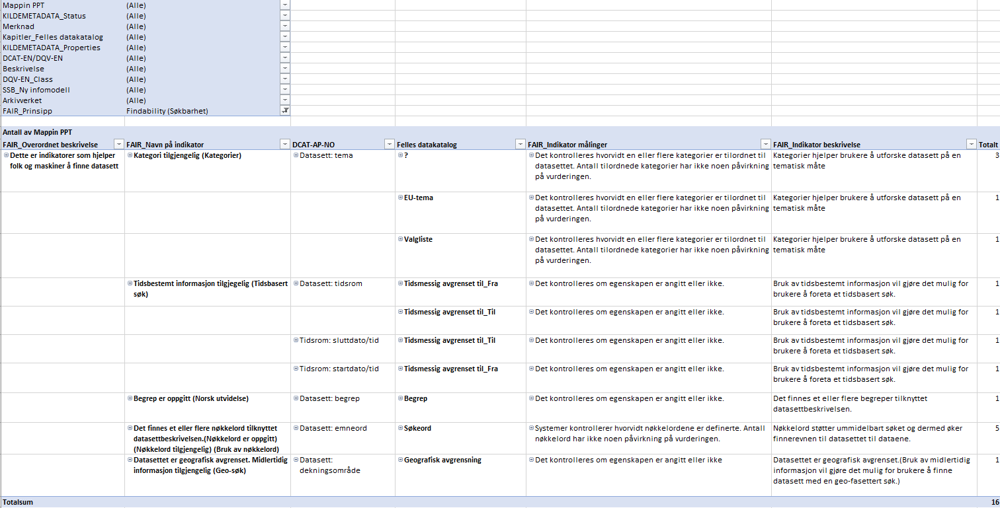 Mappin PPT (Alle)
KILDEMETADATA_Status (Alle)
Merknad (Alle)
Kapitler_Felles datakatalog (Alle)
KILDEMETADATA_Properties (Alle)
DCAT-EN/DQV-EN (Alle)
Beskrivelse (Alle)
DQV-EN_Class (Alle)
SSB_Ny infomodell (Alle)
Arkivverket (Alle)
FAIR_Prinsipp Findability (Søkbarhet)
Antall av Mappin PPT
FAIR_Overordnet beskrivelse FAIR_Navn på indikator DCAT-AP-NO Felles datakatalog FAIR_Indikator målinger FAIR_Indikator beskrivelse Totalt
Dette er indikatorer som hjelper Kategori tilgjengelig (Kategorier) Datasett: tema ? Det kontrolleres hvorvidt en eller flere kategorier er tilordnet til Kategorier hjelper brukere å utforske datasett på en 3
folk og maskiner å finne datasett datasettet. Antall tilordnede kategorier har ikke noen påvirkning tematisk måte
på vurderingen.
EU-tema Det kontrolleres hvorvidt en eller flere kategorier er tilordnet til Kategorier hjelper brukere å utforske datasett på en 1
datasettet. Antall tilordnede kategorier har ikke noen påvirkning tematisk måte
på vurderingen.
Valgliste Det kontrolleres hvorvidt en eller flere kategorier er tilordnet til Kategorier hjelper brukere å utforske datasett på en 1
datasettet. Antall tilordnede kategorier har ikke noen påvirkning tematisk måte
på vurderingen.
Tidsbestemt informasjon tilgjegelig (Tidsbasert Datasett: tidsrom Tidsmessig avgrenset til_Fra Det kontrolleres om egenskapen er angitt eller ikke. Bruk av tidsbestemt informasjon vil gjøre det mulig for 1
søk) brukere å foreta et tidsbasert søk.
Tidsmessig avgrenset til_Til Det kontrolleres om egenskapen er angitt eller ikke. Bruk av tidsbestemt informasjon vil gjøre det mulig for 1
brukere å foreta et tidsbasert søk.
Tidsrom: sluttdato/tid Tidsmessig avgrenset til_Til Det kontrolleres om egenskapen er angitt eller ikke. Bruk av tidsbestemt informasjon vil gjøre det mulig for 1
brukere å foreta et tidsbasert søk.
Tidsrom: startdato/tid Tidsmessig avgrenset til_Fra Det kontrolleres om egenskapen er angitt eller ikke. Bruk av tidsbestemt informasjon vil gjøre det mulig for 1
brukere å foreta et tidsbasert søk.
Begrep er oppgitt (Norsk utvidelse) Datasett: begrep Begrep Det kontrolleres om egenskapen er angitt eller ikke. Det finnes et eller flere begreper tilknyttet 1
datasettbeskrivelsen.
Det finnes et eller flere nøkkelord tilknyttet Datasett: emneord Søkeord Systemer kontrollerer hvorvidt nøkkelordene er definerte. Antall Nøkkelord støtter ummidelbart søket og dermed øker 5
datasettbeskrivelsen.(Nøkkelord er oppgitt) nøkkelord har ikke noen påvirkning på vurderingen. finnerevnen til datasettet til dataene.
(Nøkkelord tilgjengelig) (Bruk av nøkkelord)
Datasettet er geografisk avgrenset. Midlertidig Datasett: Geografisk avgrensning Det kontrolleres om egenskapen er angitt eller ikke Datasettet er geografisk avgrenset.(Bruk av midlertidig 1
informasjon tilgjengelig (Geo-søk) dekningsområde informasjon vil gjøre det mulig for brukere å finne
datasett med en geo-fasettert søk.)
Totalsum 16